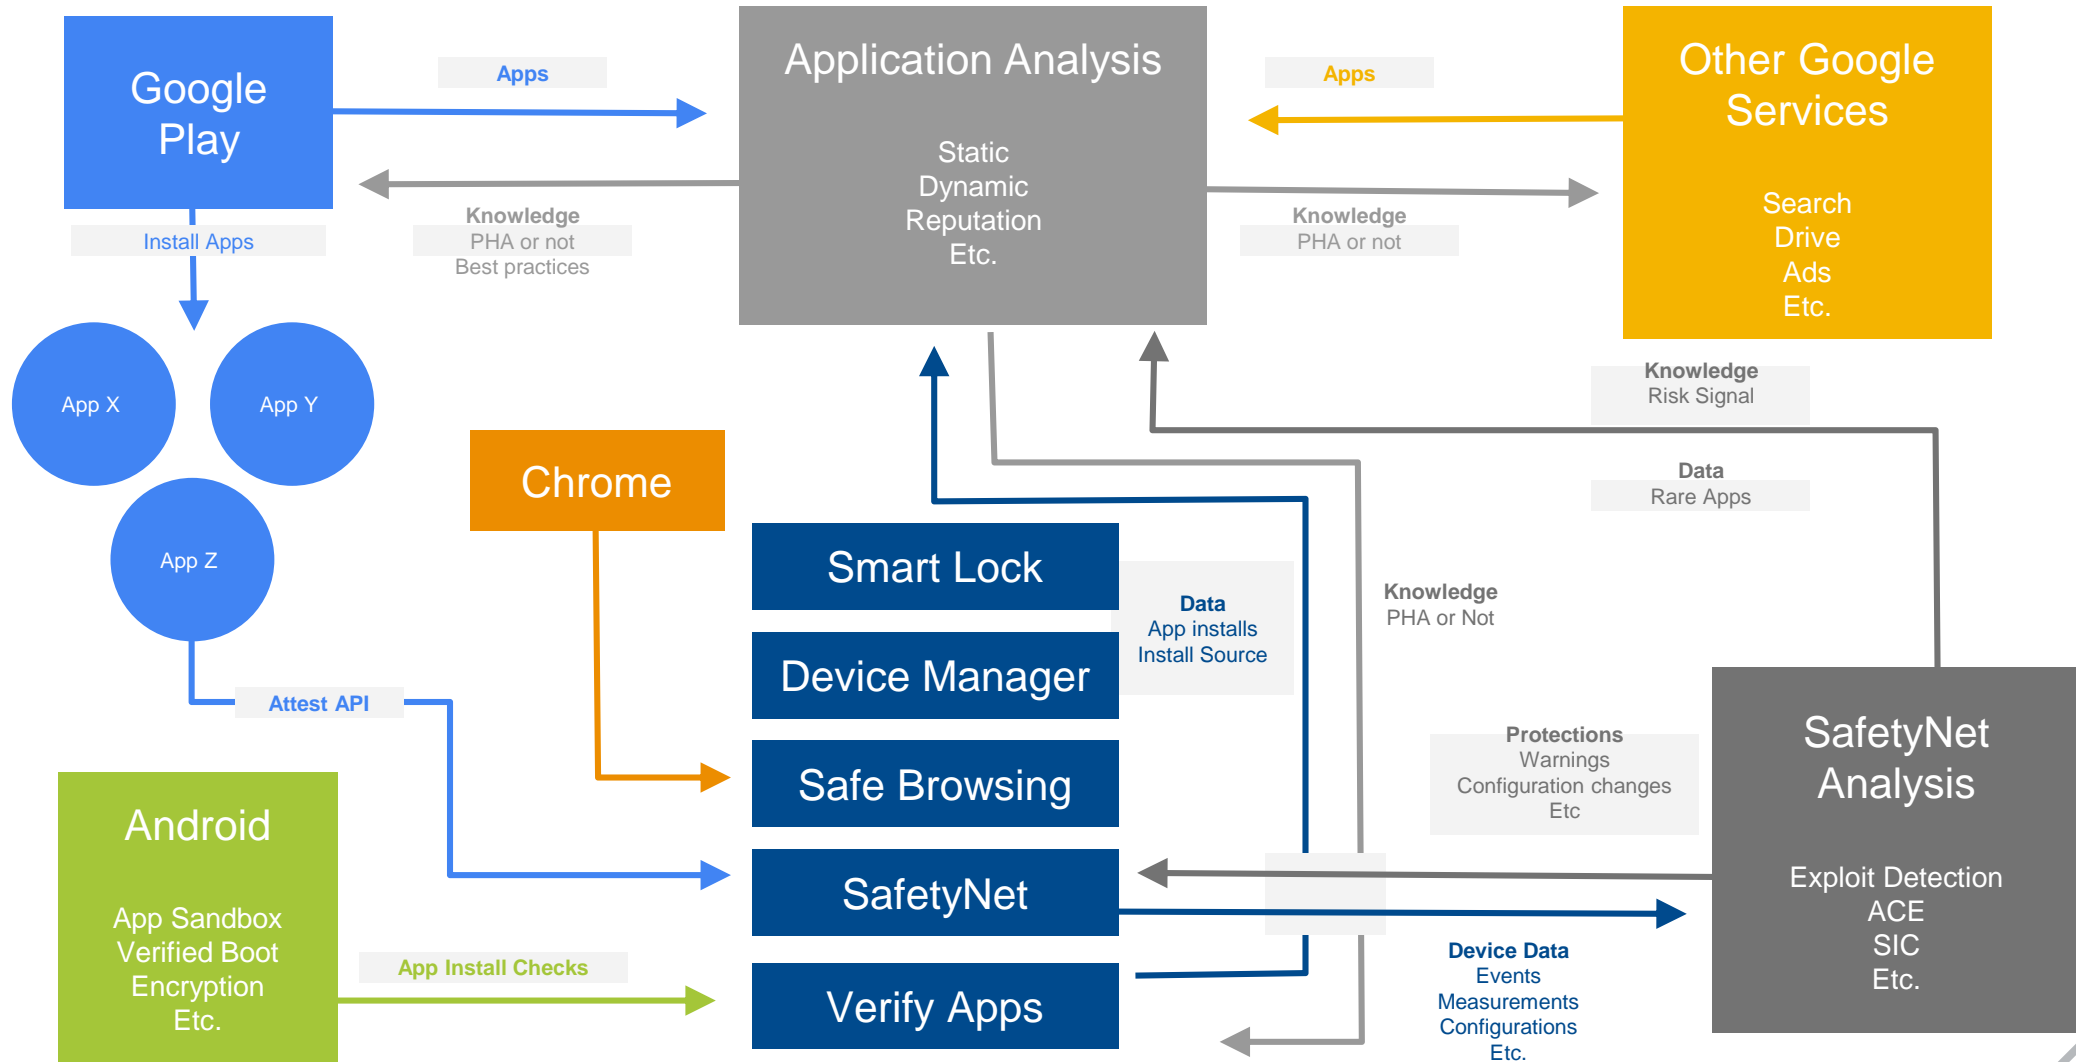 Google
Play
Apps
Application Analysis
Static
Dynamic
Reputation
Etc.
Apps
Other Google
Services
Search
Drive
Ads
Etc.
Install Apps
Knowledge
PHA or not
Best practices
Knowledge
PHA or not
App X
App Y
App Z
Chrome
Knowledge
Risk Signal
Data
Rare Apps
Smart Lock
Device Manager
Safe Browsing
SafetyNet
Verify Apps
Data
App installs
Install Source
Knowledge
PHA or Not
Attest API
Android
App Sandbox
Verified Boot
Encryption
Etc.
App Install Checks
Protections
Warnings
Configuration changes
Etc
SafetyNet
Analysis
Exploit Detection
ACE
SIC
Etc.
Device Data
Events
Measurements
Configurations
Etc.